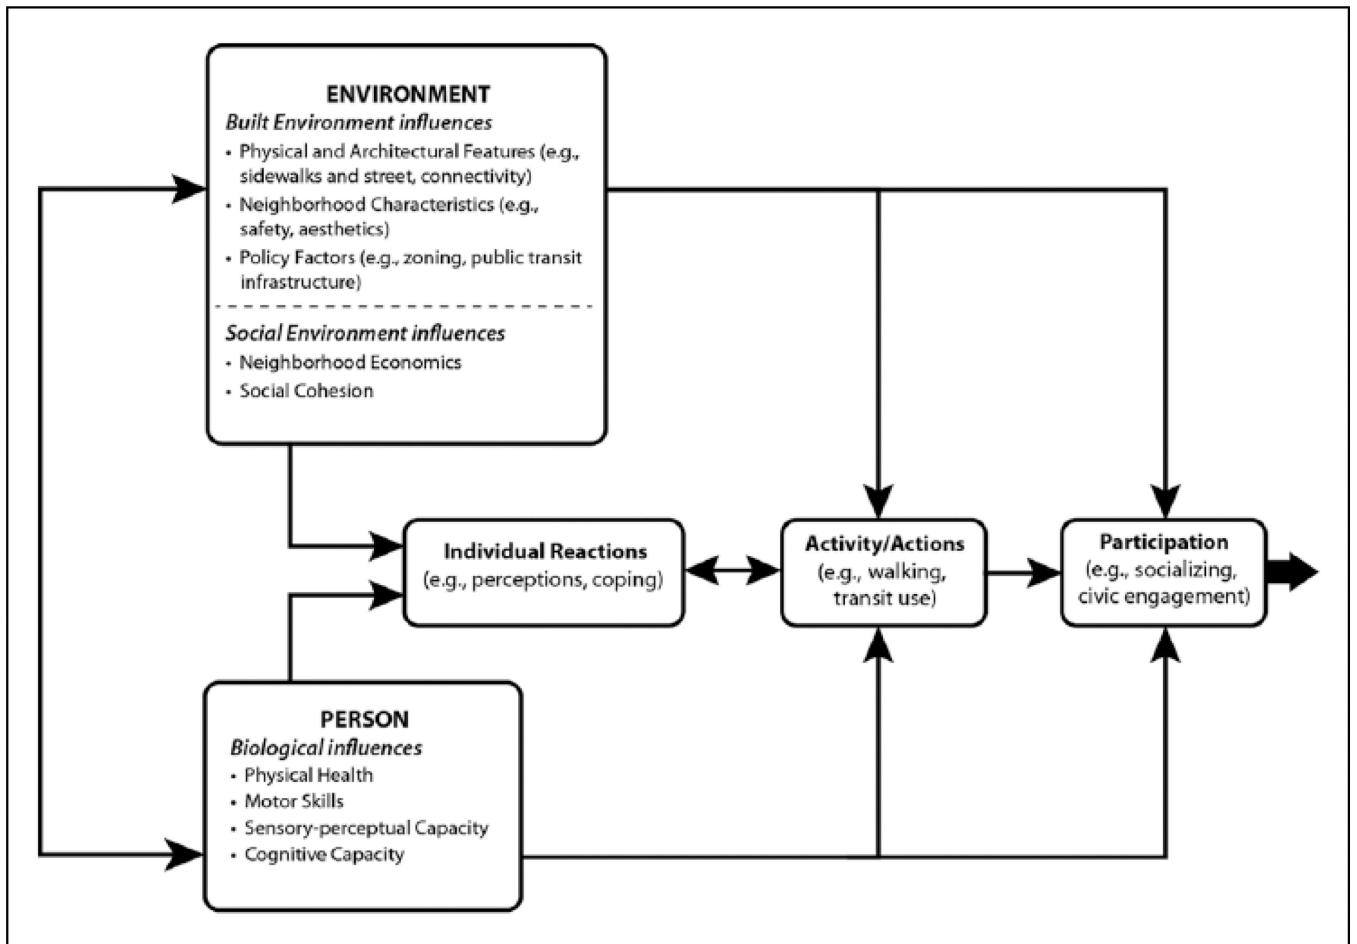 ENVIRONMENT
Built Environment influences
• Physical and Architectural Features (e.g.,
sidewalks and street, connectivity)
• Neighborhood Characteristics (e.g.,
safety, aesthetics)
• Policy Factors (e.g., zoning, public transit
infrastructure)
Social Environment influences
• Neighborhood Economics
• Social Cohesion
Individual Reactions
(e.g., perceptions, coping)
Activity/Actions
(e.g., walking,
transit use)
Participation
(e.g., socializing,
civic engagement)
PERSON
Biological influences
• Physical Health
• Motor Skills
• Sensory-perceptual Capacity
• Cognitive Capacity